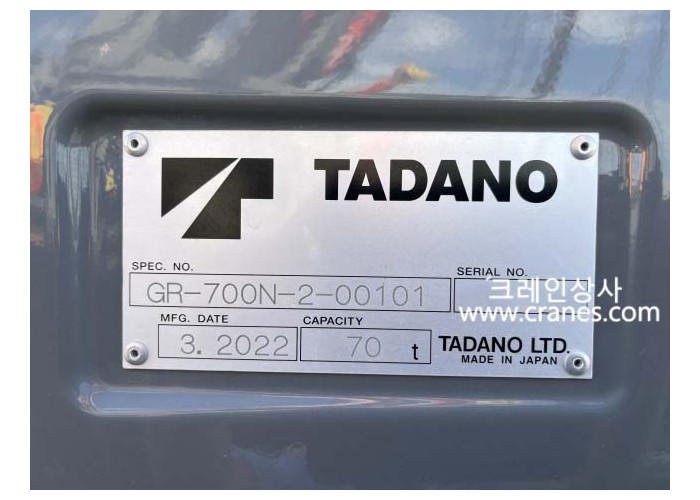 TADANO
SPEC. NO.
GR-700N-2-00101
SERIAL NO.
크레인상사
www.cranes.com
MFG. DATE
3. 2022
CAPACITY
70 t
TADANO LTD.
MADE IN JAPAN